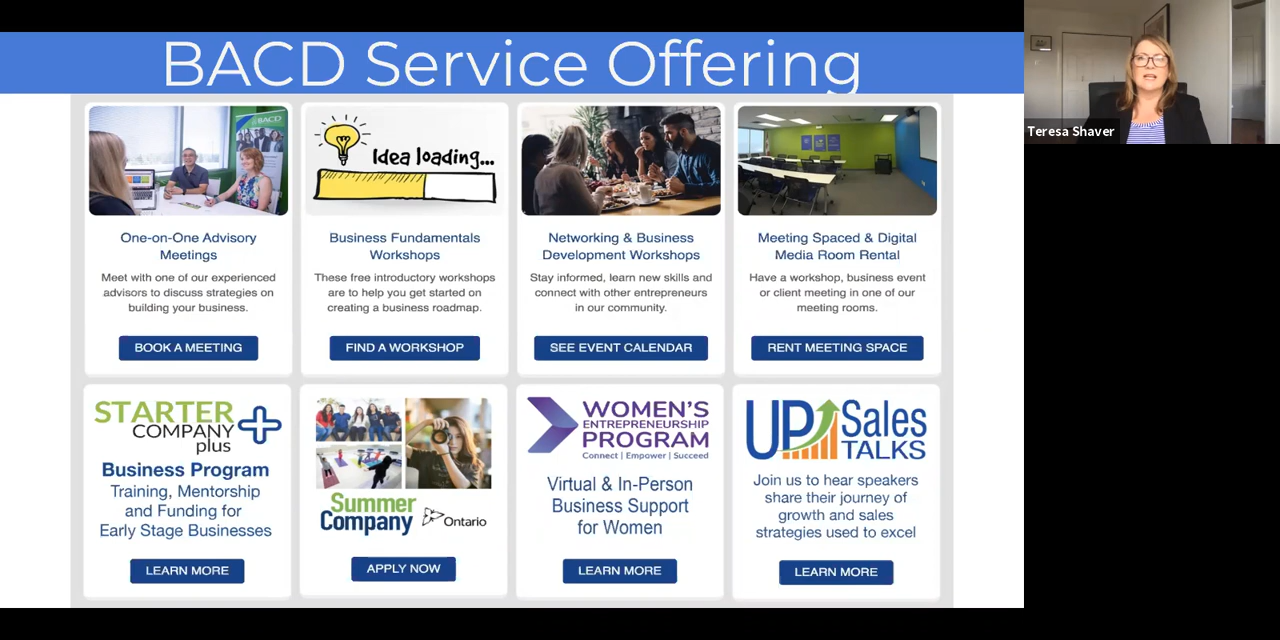 BACD Service Offering
Teresa Shaver
BACD
Idea loading...
One-on-One Advisory
Meetings
Meet with one of our experienced
advisors to discuss strategies on
building your business.
BOOK A MEETING
Business Fundamentals
Workshops
These free introductory workshops
are to help you get started on
creating a business roadmap.
FIND A WORKSHOP
Networking & Business
Development Workshops
Stay informed, learn new skills and
connect with other entrepreneurs
in our community.
SEE EVENT CALENDAR
Meeting Spaced & Digital
Media Room Rental
Have a workshop, business event
or client meeting in one of our
meeting rooms.
RENT MEETING SPACE
STARTER
COMPANY
plus
Business Program
Training, Mentorship
and Funding for
Early Stage Businesses
LEARN MORE
Summer
Company
Ontario
APPLY NOW
WOMEN'S
ENTREPRENEURSHIP
PROGRAM
Connect | Empower | Succeed
Virtual & In-Person
Business Support
for Women
LEARN MORE
UP Sales
TALKS
Join us to hear speakers
share their journey of
growth and sales
strategies used to excel
LEARN MORE